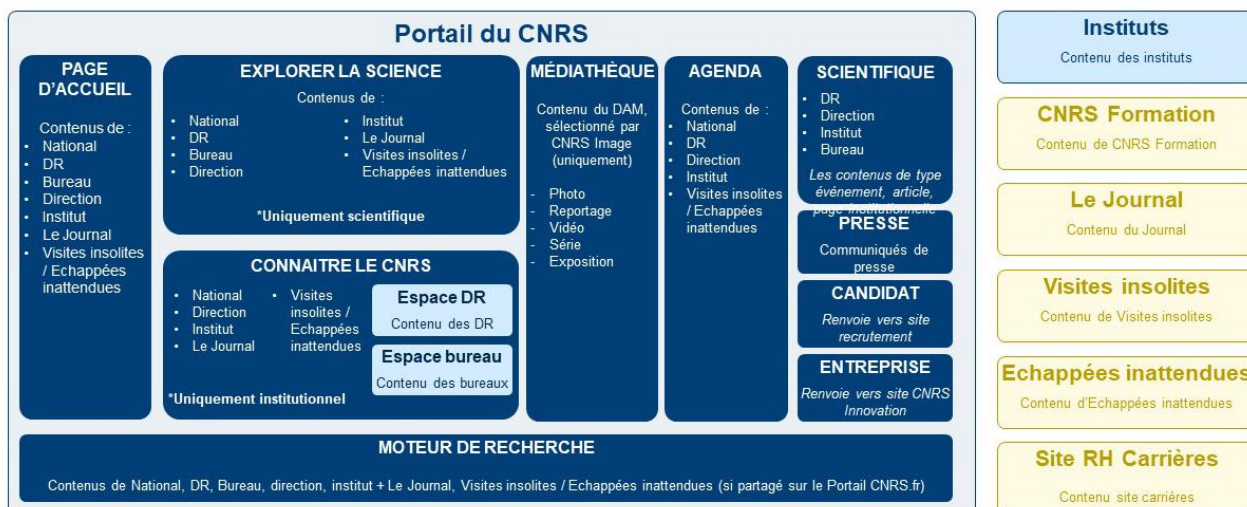 Portail du CNRS
PAGE
D'ACCUEIL
Contenus de :
• National
• DR
• Bureau
• Direction
• Institut
• Le Journal
• Visites insolites
/ Echappées
inattendues
EXPLORER LA SCIENCE
Contenus de :
• National
• DR
• Bureau
• Direction
• Institut
• Le Journal
• Visites insolites /
Echappées inattendues
*Uniquement scientifique
CONNAITRE LE CNRS
• National
• Direction
• Institut
• Le Journal
• Visites
insolites /
Echappées
inattendues
Espace DR
Contenu des DR
Espace bureau
Contenu des bureaux
*Uniquement institutionnel
MÉDIATHÈQUE
Contenu du DAM,
sélectionné par
CNRS Image
(uniquement)
- Photo
- Reportage
- Vidéo
- Série
- Exposition
AGENDA
Contenus de :
• National
• DR
• Direction
• Institut
• Visites insolites
/ Echappées
inattendues
SCIENTIFIQUE
• DR
• Direction
• Institut
• Bureau
Les contenus de type
événement, article,
page institutionnelle
PRESSE
Communiqués de
presse
CANDIDAT
Renvoie vers site
recrutement
ENTREPRISE
Renvoie vers site CNRS
Innovation
MOTEUR DE RECHERCHE
Contenus de National, DR, Bureau, direction, institut + Le Journal, Visites insolites / Echappées inattendues (si partagé sur le Portail CNRS.fr)
Instituts
Contenu des instituts
CNRS Formation
Contenu de CNRS Formation
Le Journal
Contenu du Journal
Visites insolites
Contenu de Visites insolites
Echappées inattendues
Contenu d'Echappées inattendues
Site RH Carrières
Contenu site carrières